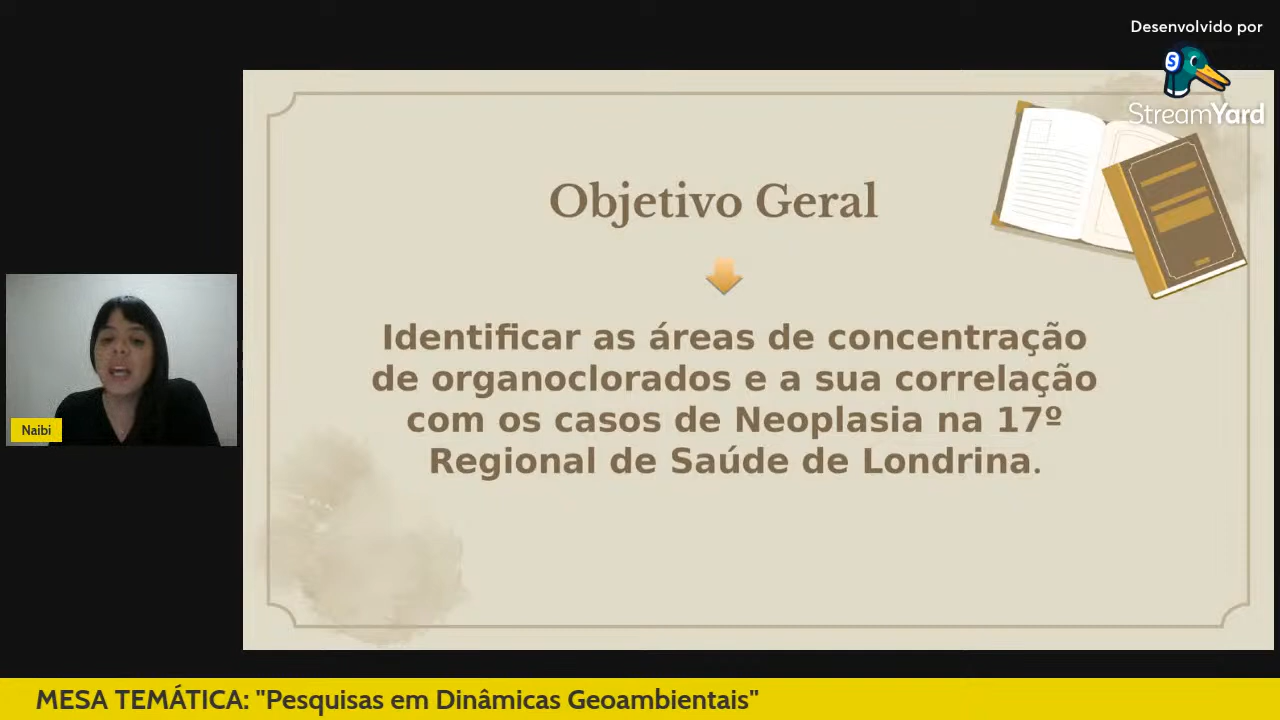 Desenvolvido por
StreamYard
Objetivo Geral
Identificar as áreas de concentração
de organoclorados e a sua correlação
com os casos de Neoplasia na 17º
Regional de Saúde de Londrina.
Naibi
MESA TEMÁTICA: "Pesquisas em Dinâmicas Geoambientais"